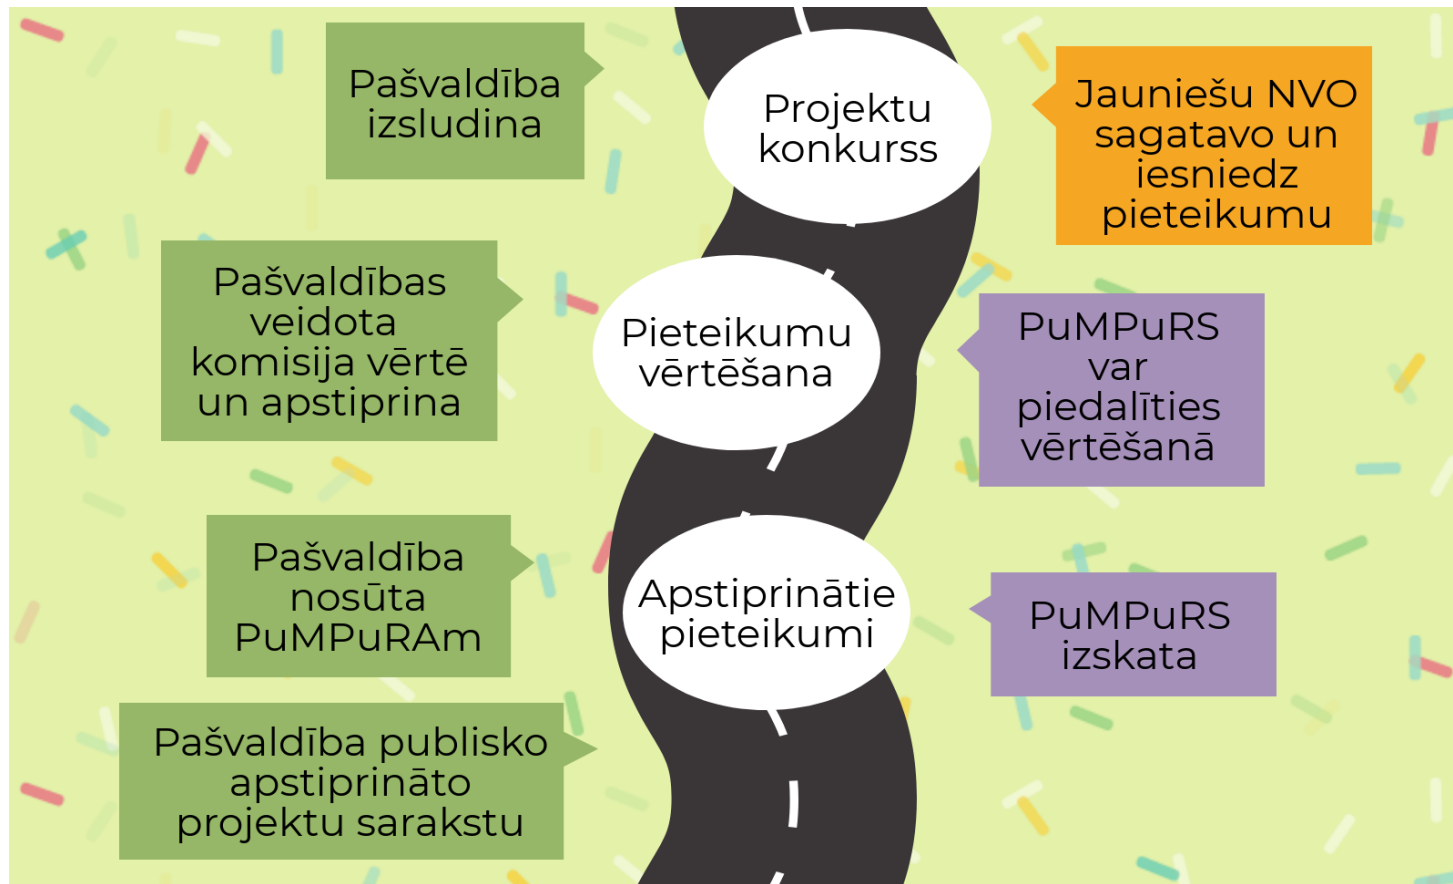 Pašvaldība
izsludina
Projektu
konkurss
Jauniešu NVO
sagatavo un
iesniedz
pieteikumu
Pašvaldības
veidota
komisija vērtē
un apstiprina
Pieteikumu
vērtēšana
PuMPuRS
var
piedalīties
vērtēšanā
Pašvaldība
nosūta
PuMPuRAm
Apstiprinātie
pieteikumi
PuMPuRS
izskata
Pašvaldība publisko
apstiprināto
projektu sarakstu